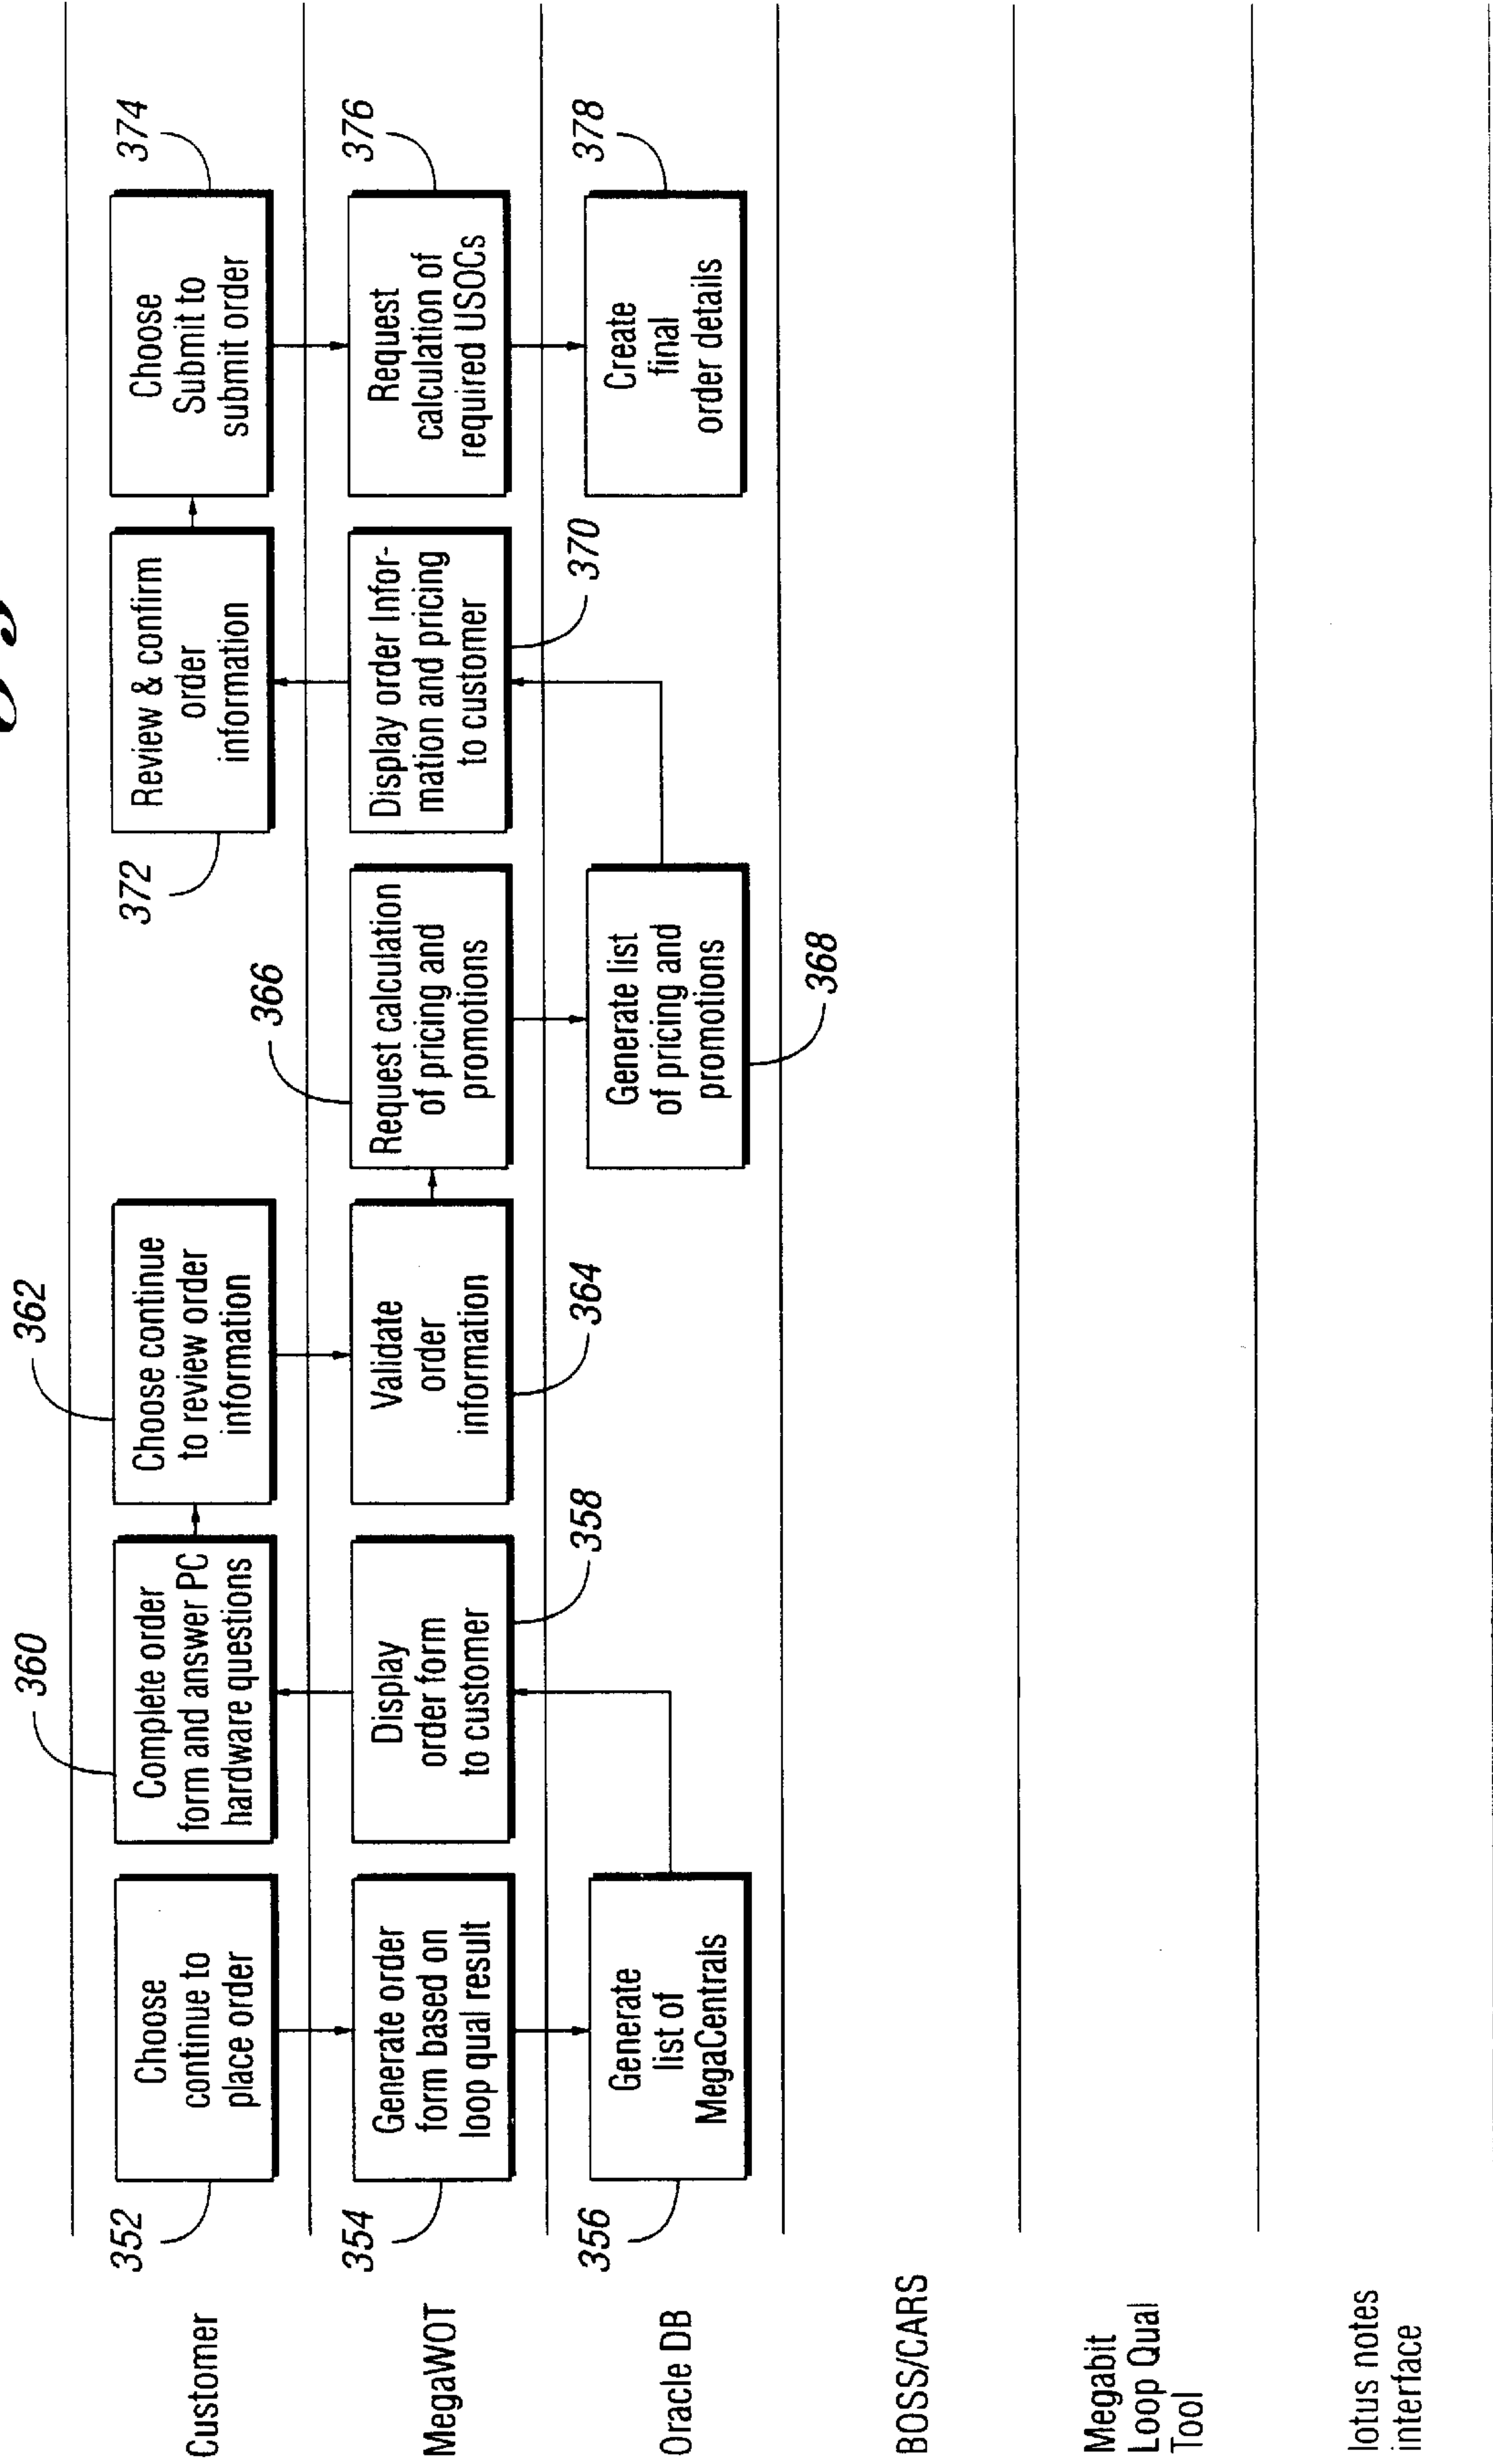 Customer
352
Choose
continue to
place order
360
Complete order
form and answer PC
hardware questions
362
Choose continue
to review order
information
372
Review & confirm
order
information
374
Choose
Submit to
submit order
MegaWOT
354
Generate order
form based on
loop qual result
Display
order form
to customer
358
Validate
order
information
364
366
Request calculation
of pricing and
promotions
Display order Infor-
mation and pricing
to customer
370
376
Request
calculation of
required USOCs
Oracle DB
356
Generate
list of
MegaCentrals
Generate list
of pricing and
promotions
368
378
Create
final
order details
BOSS/CARS
Megabit
Loop Qual
Tool
lotus notes
interface